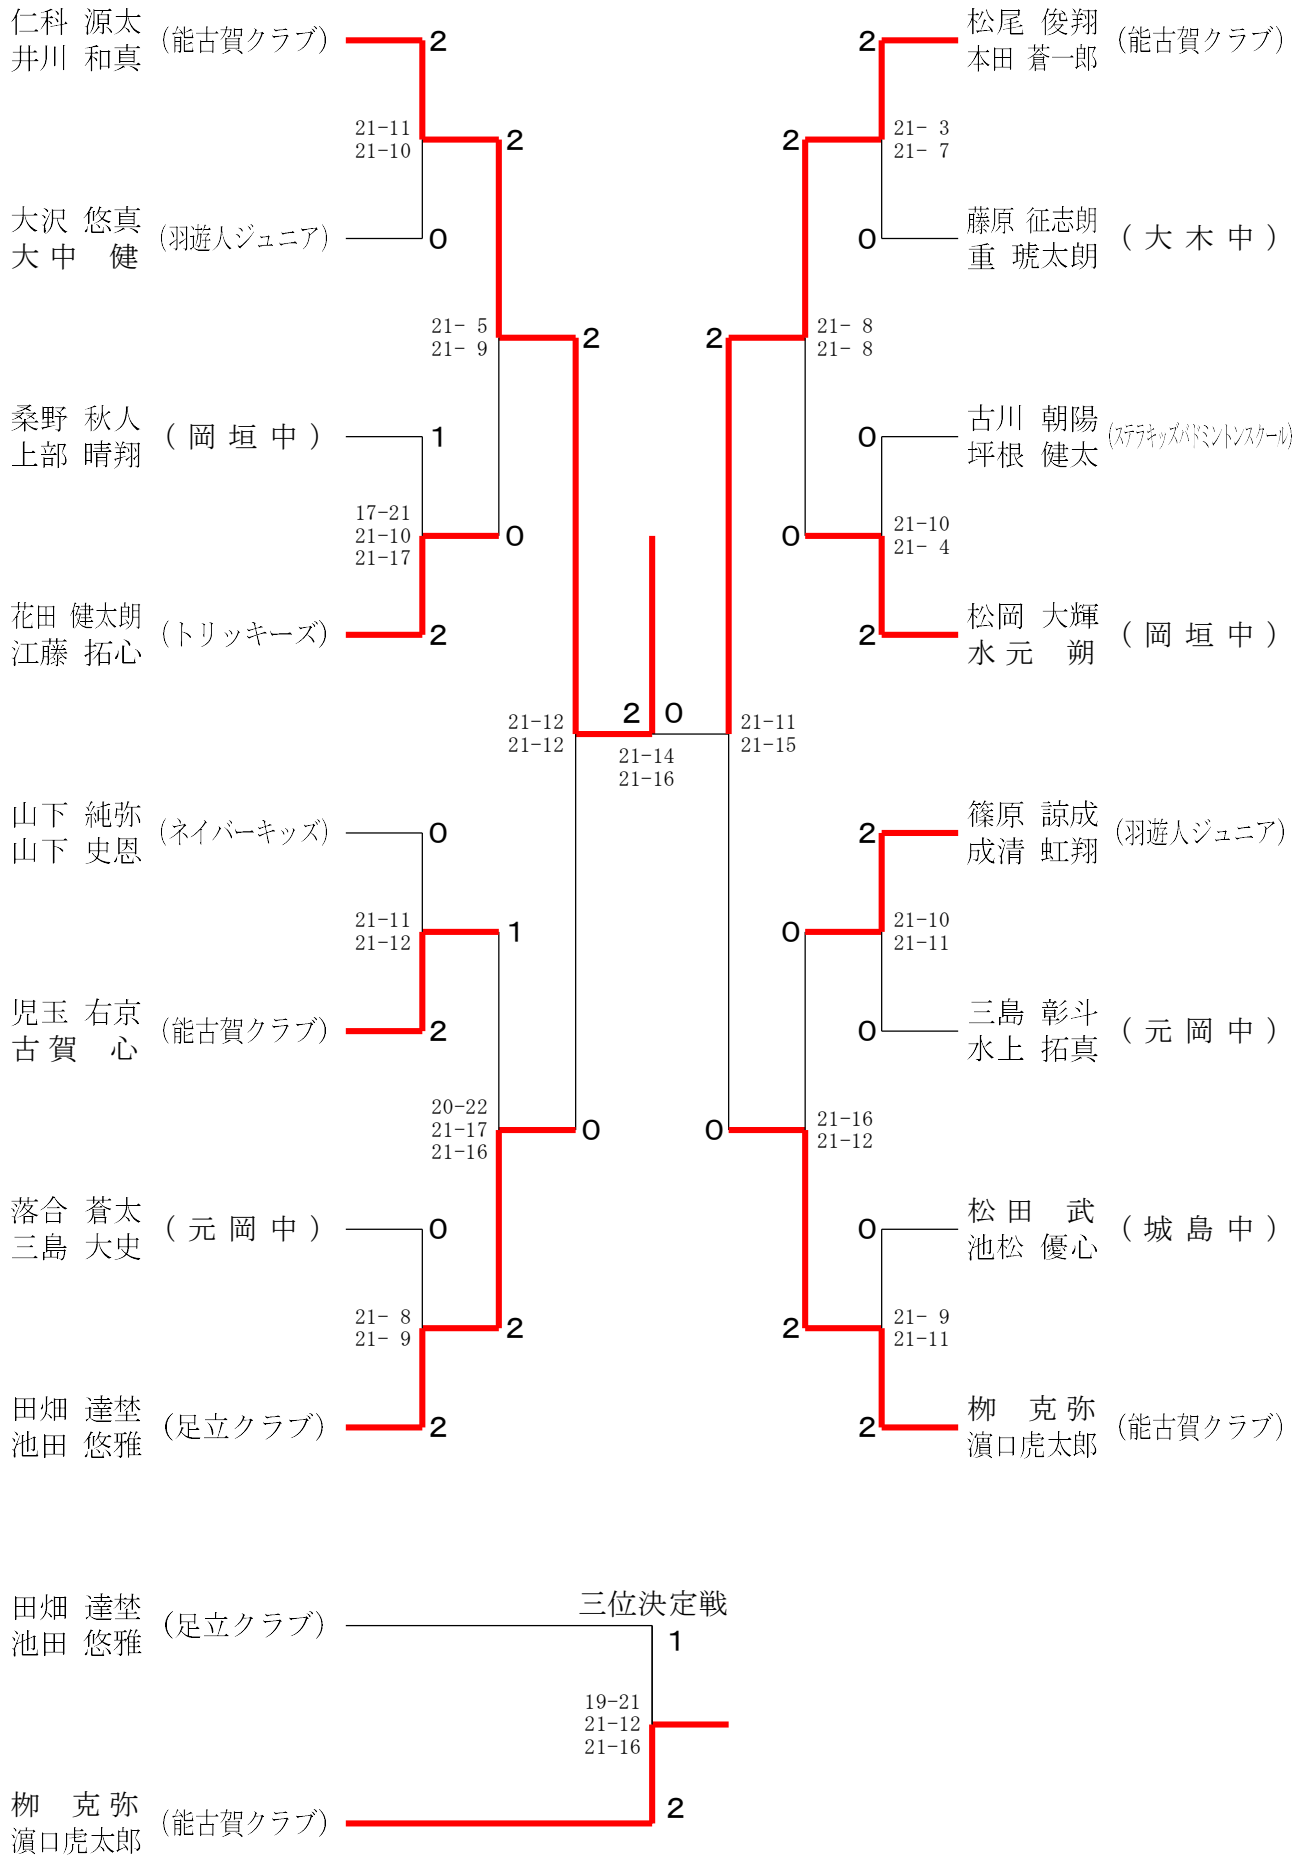 仁科 源太
井川 和真
(能古賀クラブ)
2
21-11
21-10
2
大沢 悠真
大中 健
(羽遊人ジュニア)
0
21- 5
21- 9
2
桑野 秋人
上部 晴翔
(岡垣中)
1
17-21
21-10
21-17
0
花田 健太朗
江藤 拓心
(トリッキーズ)
2
21-12
21-12
2
0
21-14
21-16
山下 純弥
山下 史恩
(ネイバーキッズ)
0
21-11
21-12
1
児玉 右京
古賀 心
(能古賀クラブ)
2
20-22
21-17
21-16
0
落合 蒼太
三島 大史
(元岡中)
0
21- 8
21- 9
2
田畑 達埜
池田 悠雅
(足立クラブ)
2
松尾 俊翔
本田 蒼一郎
(能古賀クラブ)
2
2
21- 3
21- 7
藤原 征志朗
重 琥太朗
(大木中)
0
2
21- 8
21- 8
古川 朝陽
坪根 健太
(ステラキッズバドミントンスクール)
0
0
21-10
21- 4
松岡 大輝
水元 朔
(岡垣中)
2
21-11
21-15
篠原 諒成
成清 虹翔
(羽遊人ジュニア)
2
0
21-10
21-11
三島 彰斗
水上 拓真
(元岡中)
0
0
21-16
21-12
松田 武
池松 優心
(城島中)
0
2
21- 9
21-11
栁 克弥
濵口虎太郎
(能古賀クラブ)
2
三位決定戦
田畑 達埜
池田 悠雅
(足立クラブ)
1
19-21
21-12
21-16
栁 克弥
濵口虎太郎
(能古賀クラブ)
2